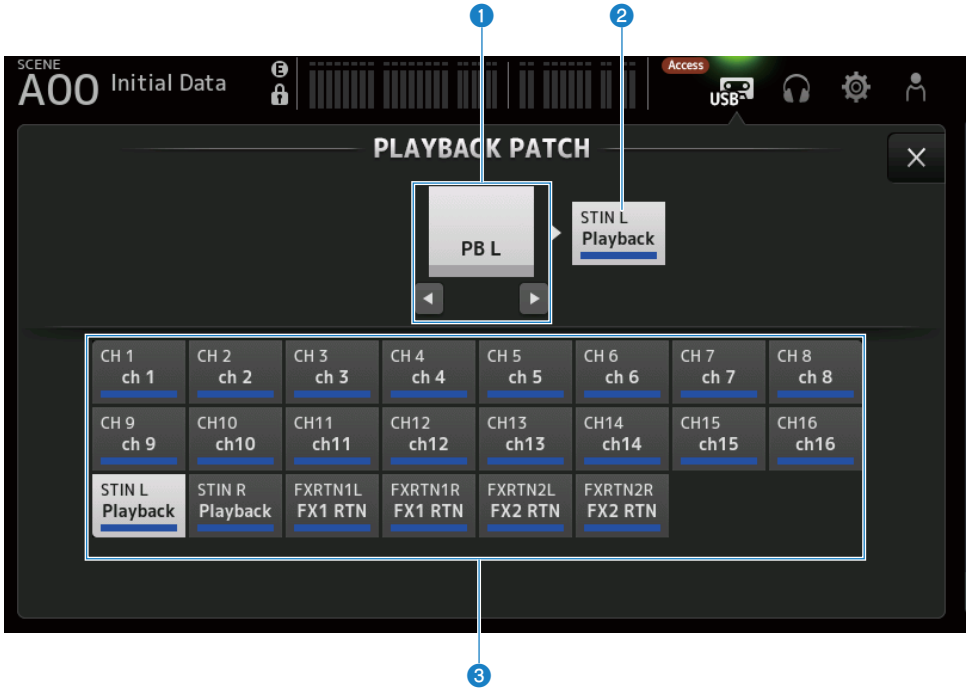 1 2
SCENE
A00 Initial Data
E
Access
USB
PLAYBACK PATCH
PB L
STIN L
Playback
CH 1 CH 2 CH 3 CH 4 CH 5 CH 6 CH 7 CH 8
ch 1 ch 2 ch 3 ch 4 ch 5 ch 6 ch 7 ch 8
CH 9 CH10 CH11 CH12 CH13 CH14 CH15 CH16
ch 9 ch10 ch11 ch12 ch13 ch14 ch15 ch16
STIN L STIN R FXRTN1L FXRTN1R FXRTN2L FXRTN2R
Playback Playback FX1 RTN FX1 RTN FX2 RTN FX2 RTN
3